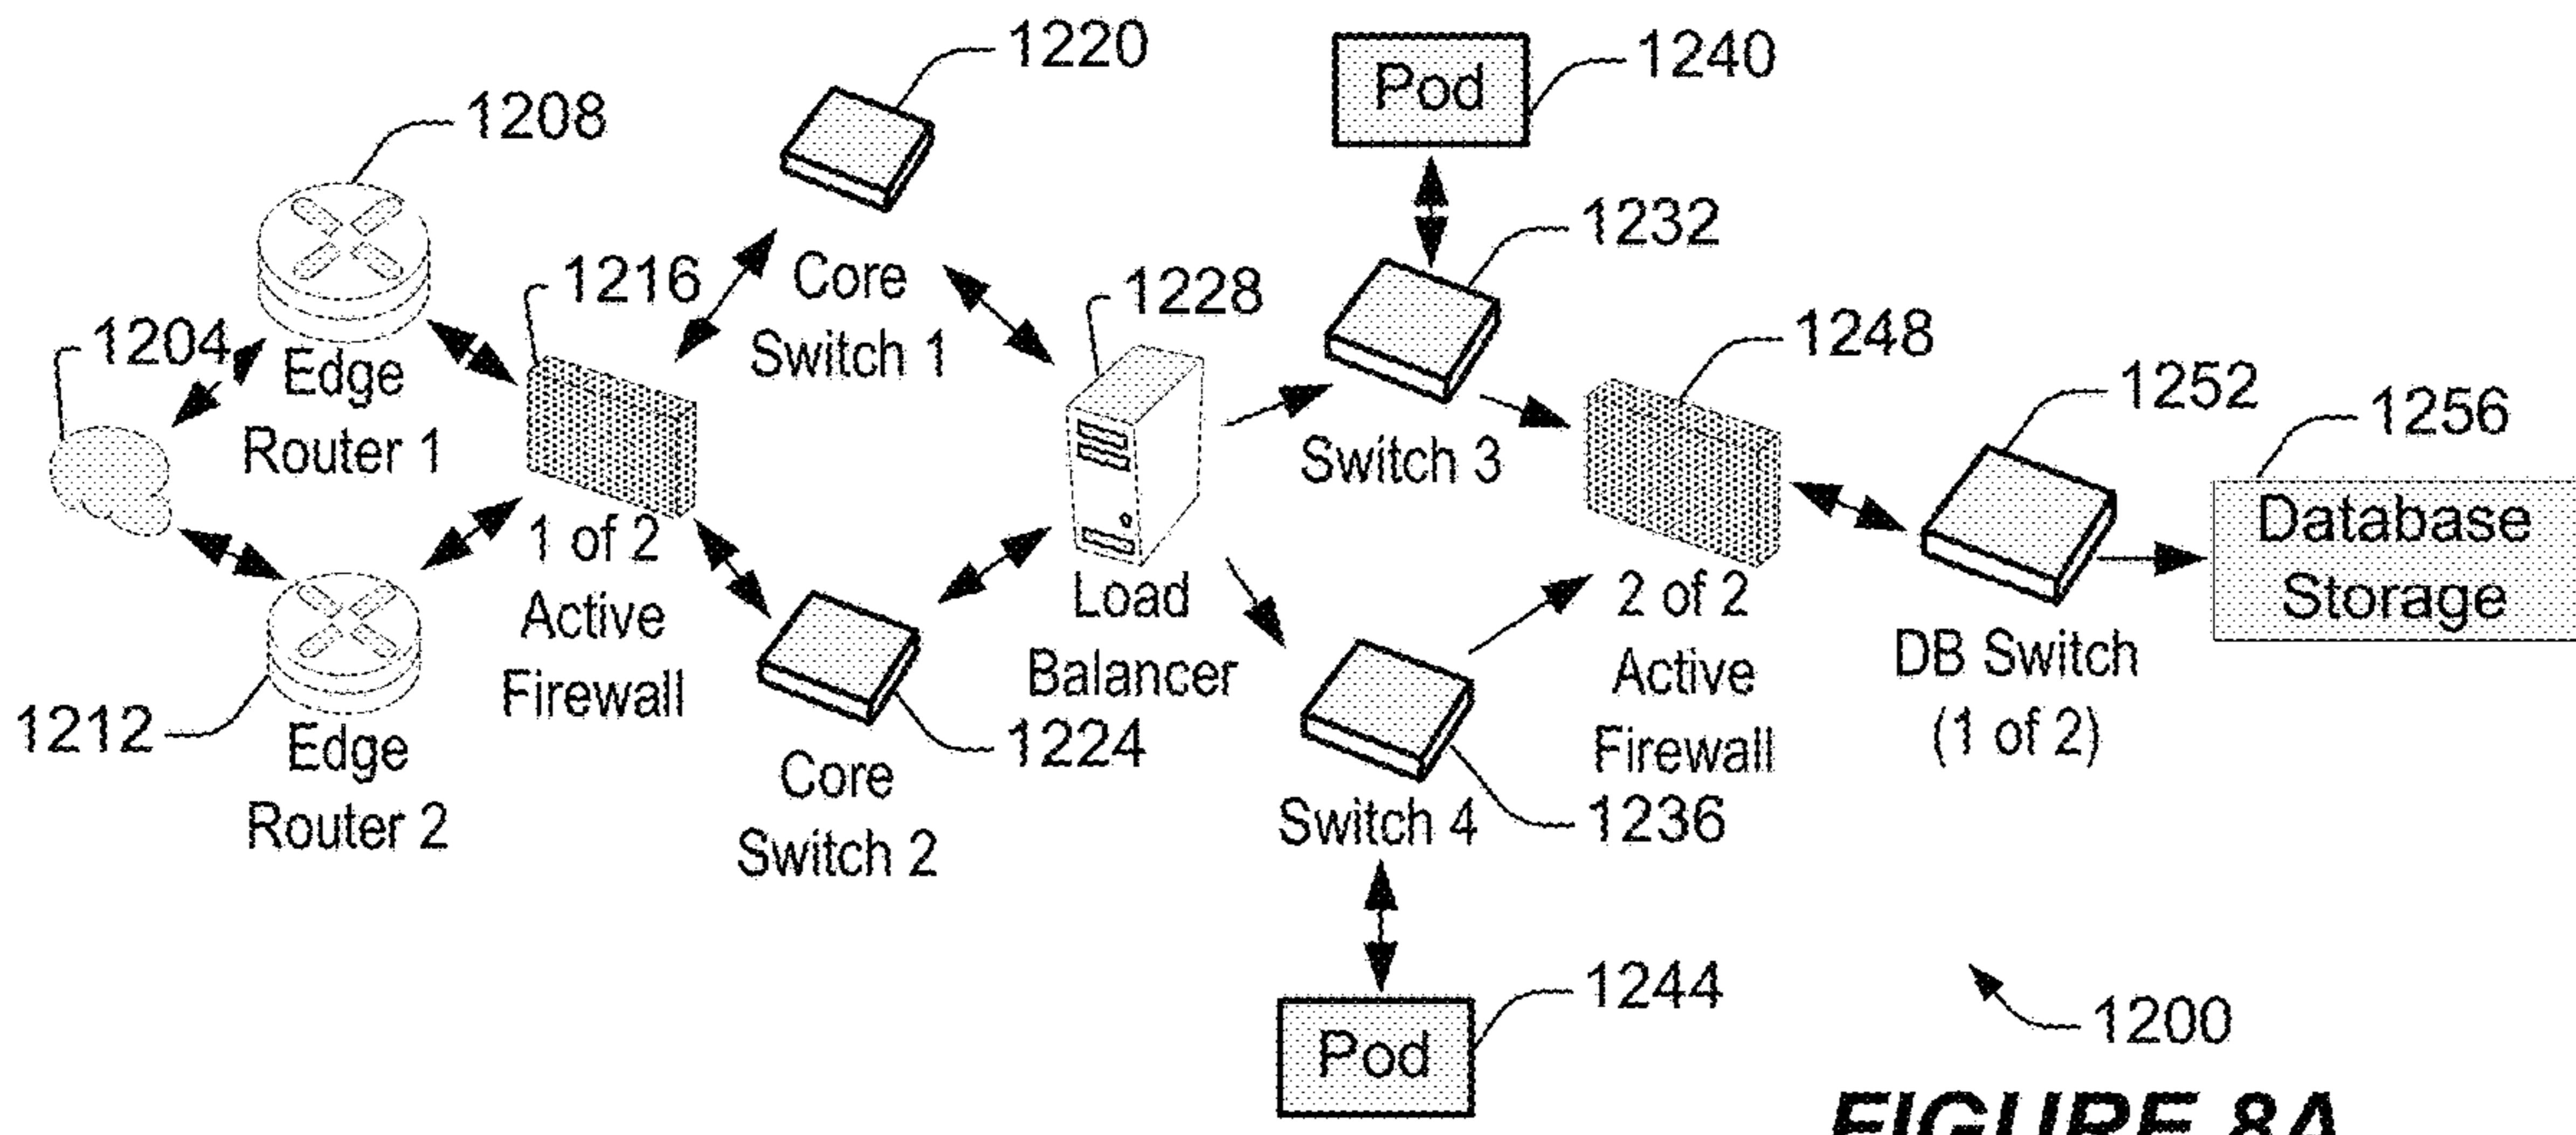 1220
1240
Pod
1208
1232
1216
Core
Switch 1
1228
1248
1204
Edge
Router 1
1252
1256
Switch 3
Database
Storage
1 of 2
Active
Firewall
Load
Balancer
2 of 2
Active
Firewall
DB Switch
(1 of 2)
1212
Edge
Router 2
1224
Core
Switch 2
Switch 4
1236
1244
Pod
1200
FIGURE 8A